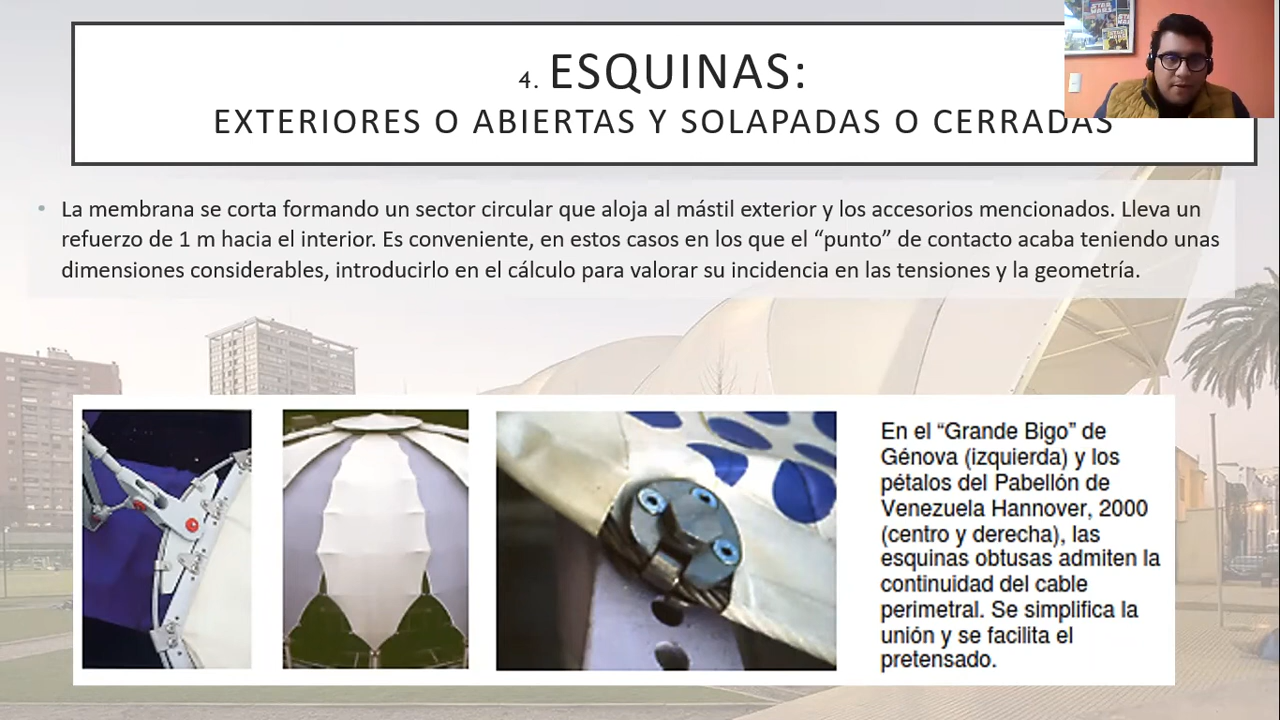 4. ESQUINAS:
EXTERIORES O ABIERTAS Y SOLAPADAS O CERRADAS
• La membrana se corta formando un sector circular que aloja al mástil exterior y los accesorios mencionados. Lleva un
refuerzo de 1 m hacia el interior. Es conveniente, en estos casos en los que el “punto” de contacto acaba teniendo unas
dimensiones considerables, introducirlo en el cálculo para valorar su incidencia en las tensiones y la geometría.
En el “Grande Bigo” de
Génova (izquierda) y los
pétalos del Pabellón de
Venezuela Hannover, 2000
(centro y derecha), las
esquinas obtusas admiten la
continuidad del cable
perimetral. Se simplifica la
unión y se facilita el
pretensado.